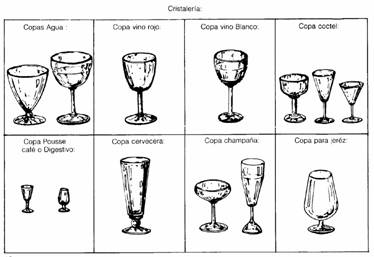 Cristalería:
Copas Agua :
Copa vino rojo:
Copa vino Blanco:
Copa coctel:
Copa Pousse
café o Digestivo:
Copa cervecera:
Copa champaña:
Copa para jeréz: